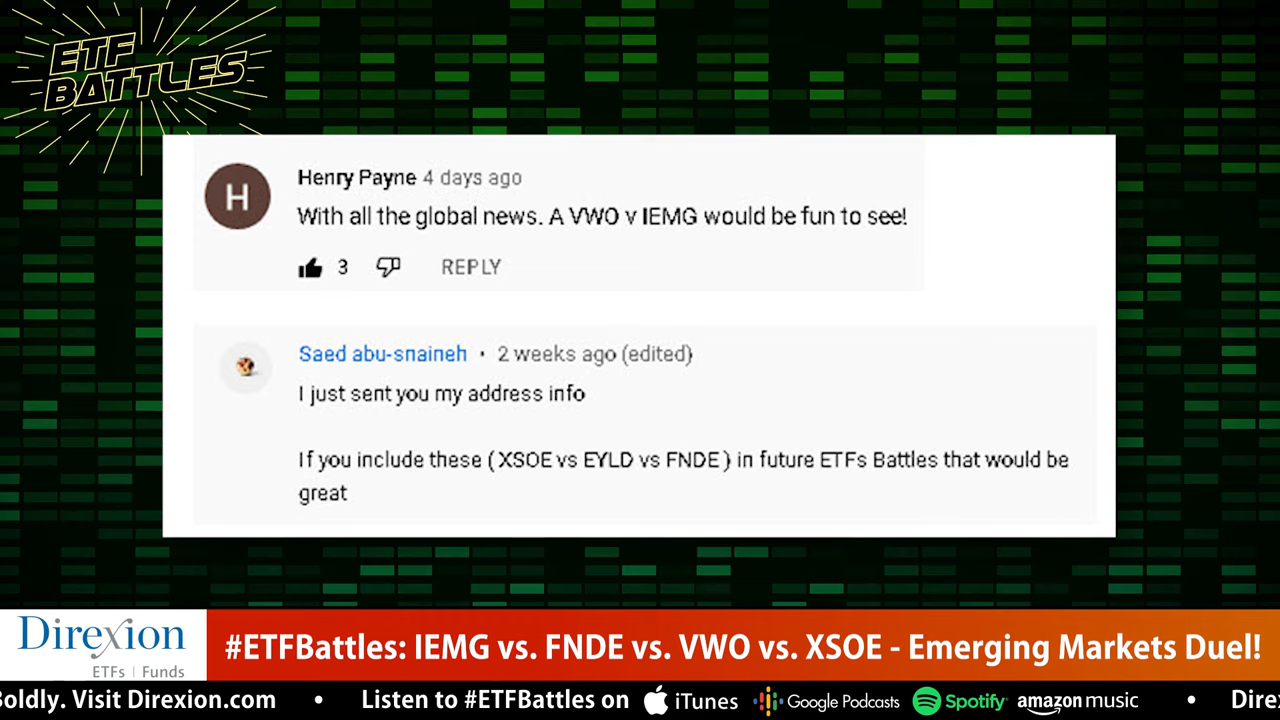 ETF
BATTLES
H
Henry Payne 4 days ago
With all the global news. A VWO v IEMG would be fun to see!
3 REPLY
Saed abu-snaineh • 2 weeks ago (edited)
I just sent you my address info
If you include these ( XSOE vs EYLD vs FNDE ) in future ETFs Battles that would be
great
Direxion
ETFs | Funds
#ETFBattles: IEMG vs. FNDE vs. VWO vs. XSOE - Emerging Markets Duel!
Boldly. Visit Direxion.com • Listen to #ETFBattles on iTunes Google Podcasts Spotify amazon music • Dire